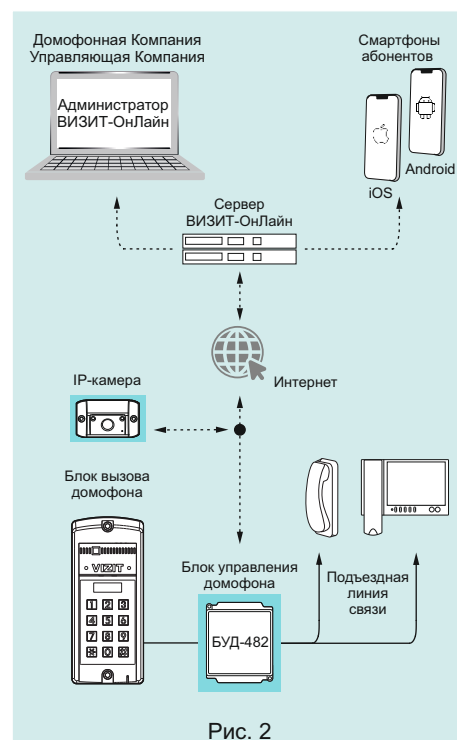 Домофонная Компания
Управляющая Компания
Смартфоны
абонентов
Администратор
ВИЗИТ-ОнЛайн
Android
iOS
Сервер
ВИЗИТ-ОнЛайн
Интернет
IP-камера
Блок вызова
домофона
VIZIT
1 2 3
4 5 6
7 8 9
* 0 #
Блок управления
домофона
БУД-482
Подъездная
линия
связи
Рис. 2